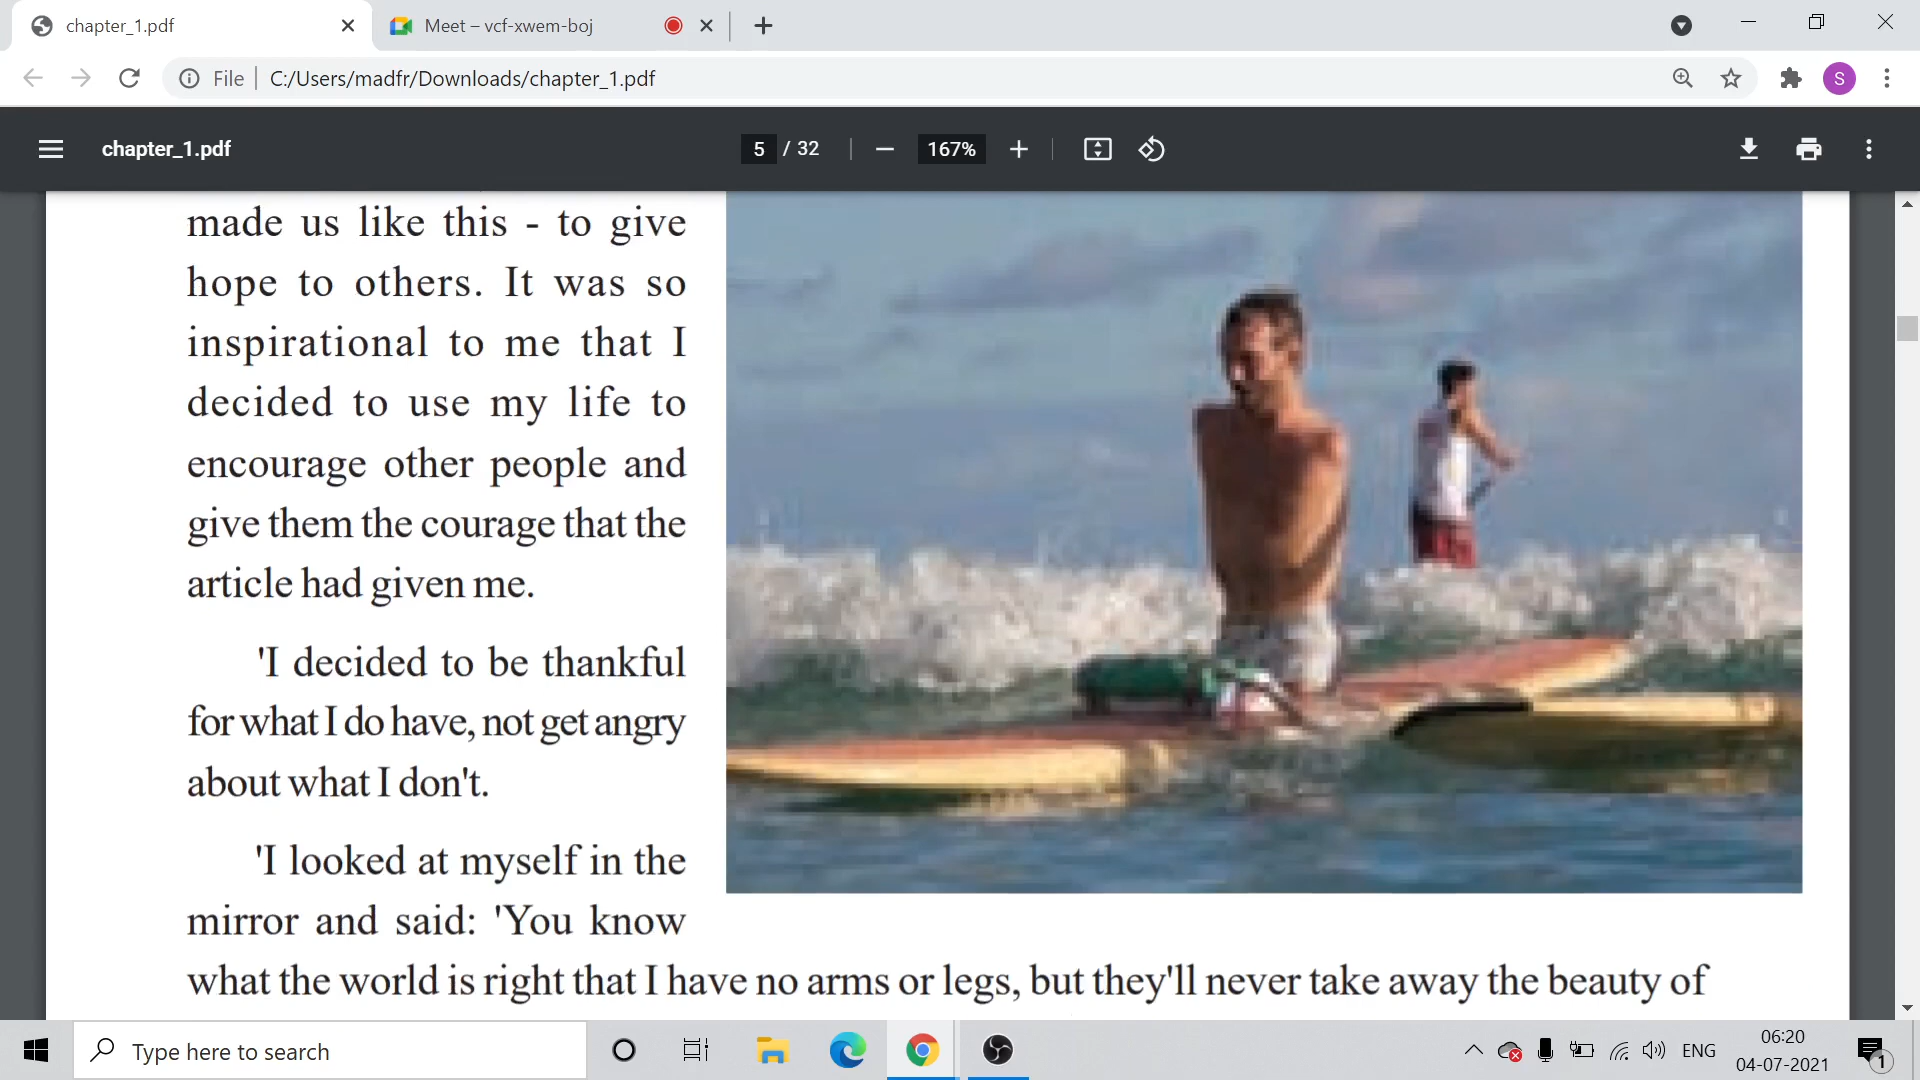 chapter_1.pdf
Meet – vcf-xwem-boj
File
C:/Users/madfr/Downloads/chapter_1.pdf
S
chapter_1.pdf
5 / 32
167%
made us like this - to give
hope to others. It was so
inspirational to me that I
decided to use my life to
encourage other people and
give them the courage that the
article had given me.
'I decided to be thankful
for what I do have, not get angry
about what I don't.
'I looked at myself in the
mirror and said: 'You know
what the world is right that I have no arms or legs, but they'll never take away the beauty of
Type here to search
ENG
06:20
04-07-2021
1